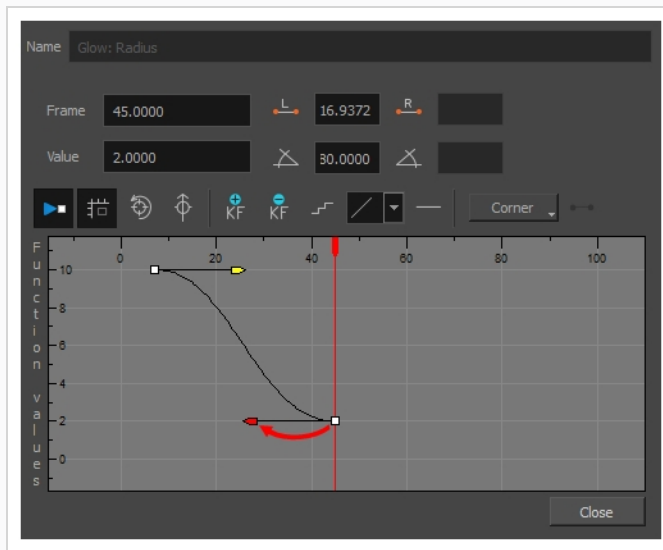 Name Glow: Radius
Frame 45.0000 L 16.9372 R
Value 2.0000 30.0000
KF KF Corner
Function values
0 20 40 60 80 100
10
8
6
4
2
0
Close